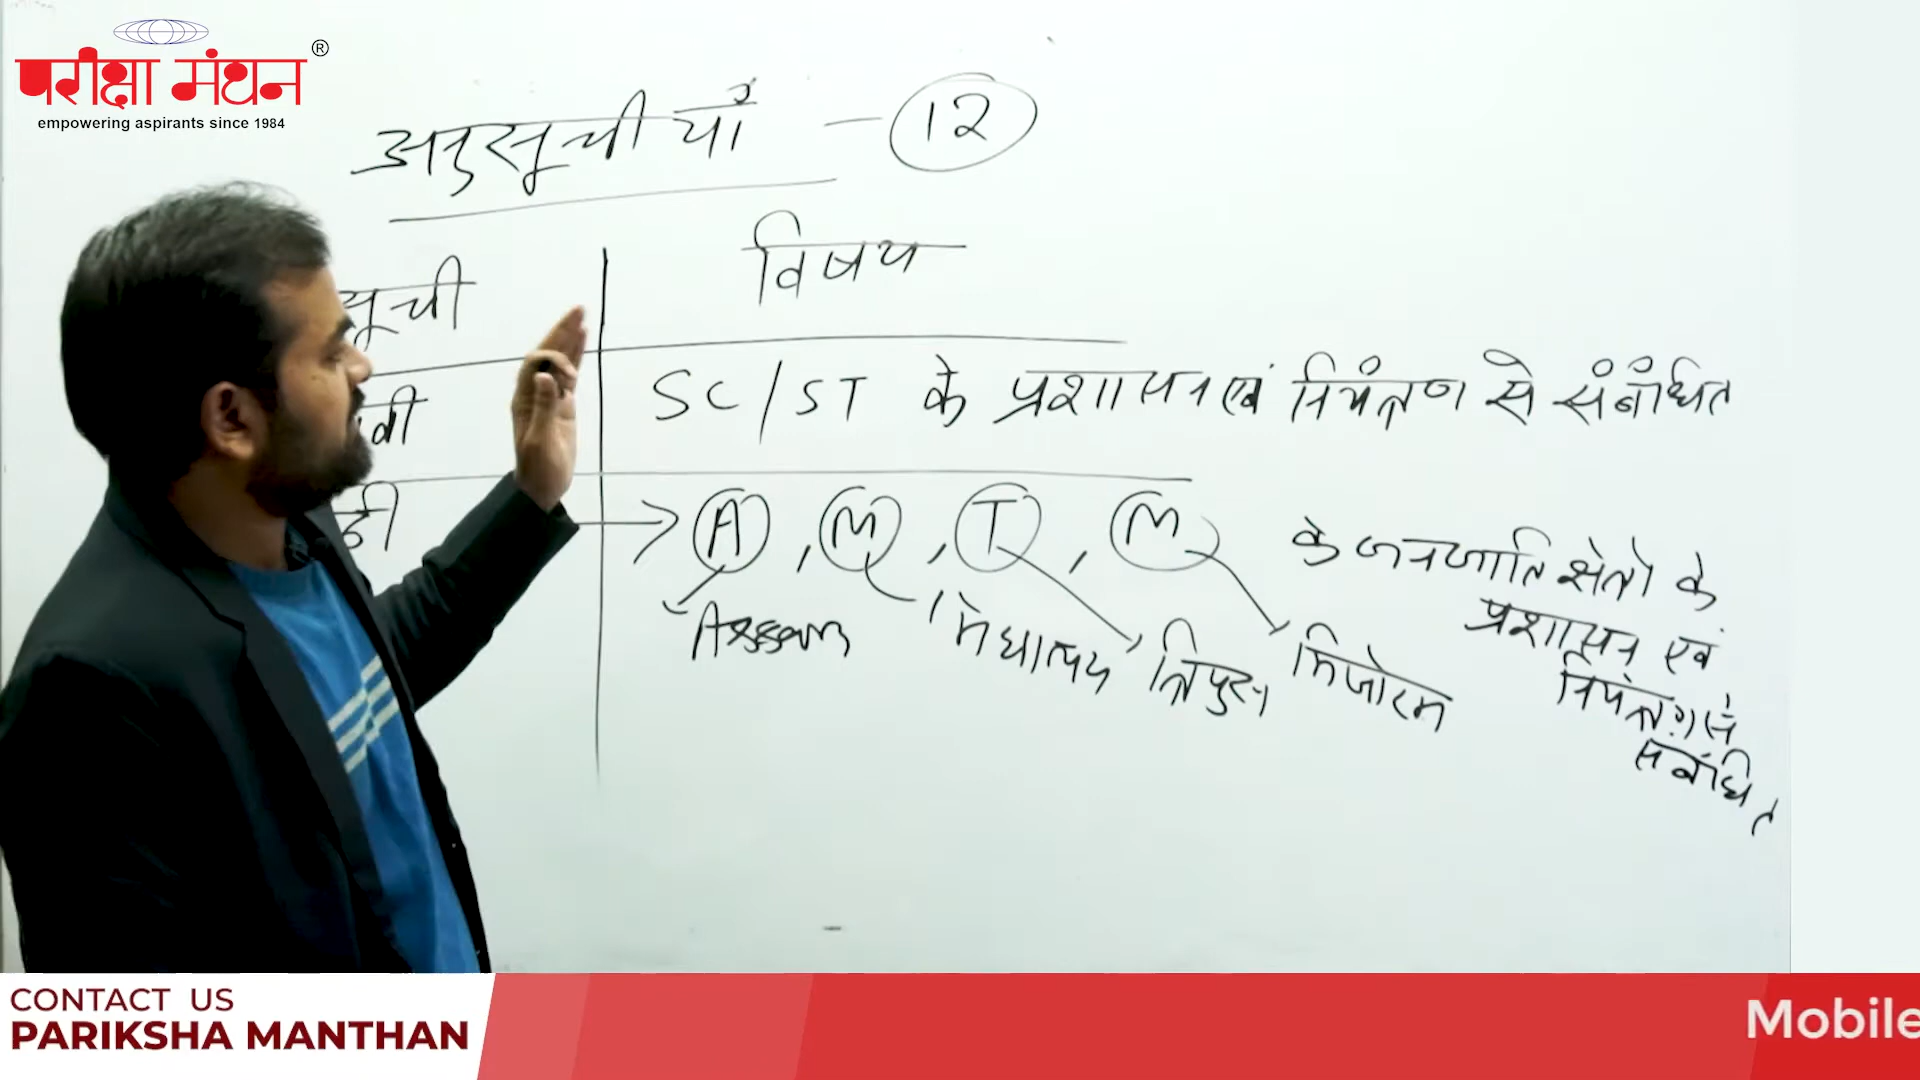 परीक्षा मंथन ®
empowering aspirants since 1984
अनुसूचीयाँ — 12
सूची विषय
वीं SC/ST के प्रशासन एवं नियंत्रण से संबंधित
ठी → A, M, T, M के जनजाति क्षेत्रों के
प्रशासन एवं
नियंत्रण से
संबंधित
Assam मेघालय त्रिपुरा मिजोरम
CONTACT US
PARIKSHA MANTHAN
Mobile